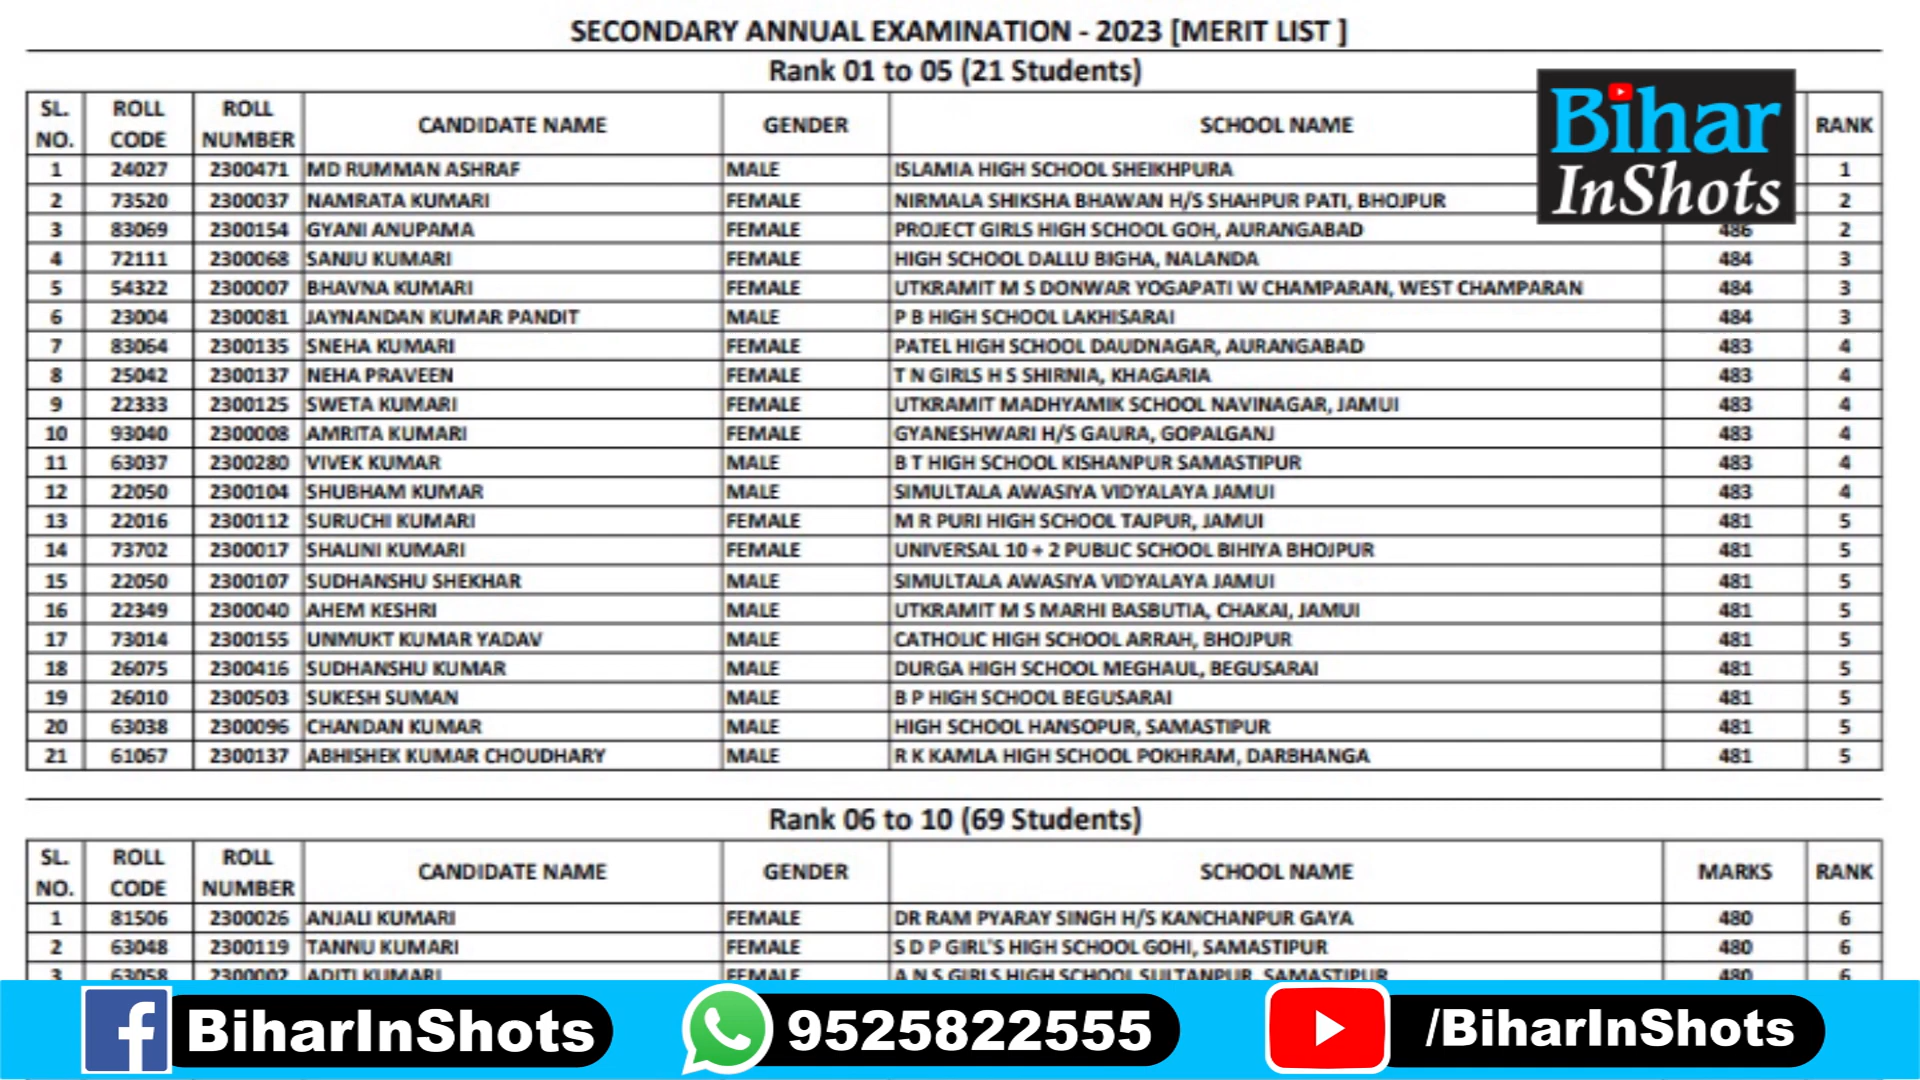 SECONDARY ANNUAL EXAMINATION - 2023 [MERIT LIST ]
Rank 01 to 05 (21 Students)
SL. NO. ROLL CODE ROLL NUMBER CANDIDATE NAME GENDER SCHOOL NAME RANK
Bihar
InShots
1 24027 2300471 MD RUMMAN ASHRAF MALE ISLAMIA HIGH SCHOOL SHEIKHPURA 1
2 73520 2300037 NAMRATA KUMARI FEMALE NIRMALA SHIKSHA BHAWAN H/S SHAHPUR PATI, BHOJPUR 2
3 83069 2300154 GYANI ANUPAMA FEMALE PROJECT GIRLS HIGH SCHOOL GOH, AURANGABAD 486 2
4 72111 2300068 SANJU KUMARI FEMALE HIGH SCHOOL DALLU BIGHA, NALANDA 484 3
5 54322 2300007 BHAVNA KUMARI FEMALE UTKRAMIT M S DONWAR YOGAPATI W CHAMPARAN, WEST CHAMPARAN 484 3
6 23004 2300081 JAYNANDAN KUMAR PANDIT MALE P B HIGH SCHOOL LAKHISARAI 484 3
7 83064 2300135 SNEHA KUMARI FEMALE PATEL HIGH SCHOOL DAUDNAGAR, AURANGABAD 483 4
8 25042 2300137 NEHA PRAVEEN FEMALE T N GIRLS H S SHIRNIA, KHAGARIA 483 4
9 22333 2300125 SWETA KUMARI FEMALE UTKRAMIT MADHYAMIK SCHOOL NAVINAGAR, JAMUI 483 4
10 93040 2300008 AMRITA KUMARI FEMALE GYANESHWARI H/S GAURA, GOPALGANJ 483 4
11 63037 2300280 VIVEK KUMAR MALE B T HIGH SCHOOL KISHANPUR SAMASTIPUR 483 4
12 22050 2300104 SHUBHAM KUMAR MALE SIMULTALA AWASIYA VIDYALAYA JAMUI 483 4
13 22016 2300112 SURUCHI KUMARI FEMALE M R PURI HIGH SCHOOL TAJPUR, JAMUI 481 5
14 73702 2300017 SHALINI KUMARI FEMALE UNIVERSAL 10 + 2 PUBLIC SCHOOL BIHIYA BHOJPUR 481 5
15 22050 2300107 SUDHANSHU SHEKHAR MALE SIMULTALA AWASIYA VIDYALAYA JAMUI 481 5
16 22349 2300040 AHEM KESHRI MALE UTKRAMIT M S MARHI BASBUTIA, CHAKAI, JAMUI 481 5
17 73014 2300155 UNMUKT KUMAR YADAV MALE CATHOLIC HIGH SCHOOL ARRAH, BHOJPUR 481 5
18 26075 2300416 SUDHANSHU KUMAR MALE DURGA HIGH SCHOOL MEGHAUL, BEGUSARAI 481 5
19 26010 2300503 SUKESH SUMAN MALE B P HIGH SCHOOL BEGUSARAI 481 5
20 63038 2300096 CHANDAN KUMAR MALE HIGH SCHOOL HANSOPUR, SAMASTIPUR 481 5
21 61067 2300137 ABHISHEK KUMAR CHOUDHARY MALE R K KAMLA HIGH SCHOOL POKHRAM, DARBHANGA 481 5
Rank 06 to 10 (69 Students)
SL. NO. ROLL CODE ROLL NUMBER CANDIDATE NAME GENDER SCHOOL NAME MARKS RANK
1 81506 2300026 ANJALI KUMARI FEMALE DR RAM PYARAY SINGH H/S KANCHANPUR GAYA 480 6
2 63048 2300119 TANNU KUMARI FEMALE S D P GIRL'S HIGH SCHOOL GOHI, SAMASTIPUR 480 6
3 63058 2300002 ADITI KUMARI FEMALE A N S GIRLS HIGH SCHOOL SULTANPUR, SAMASTIPUR 480 6
BiharInShots
9525822555
/BiharInShots